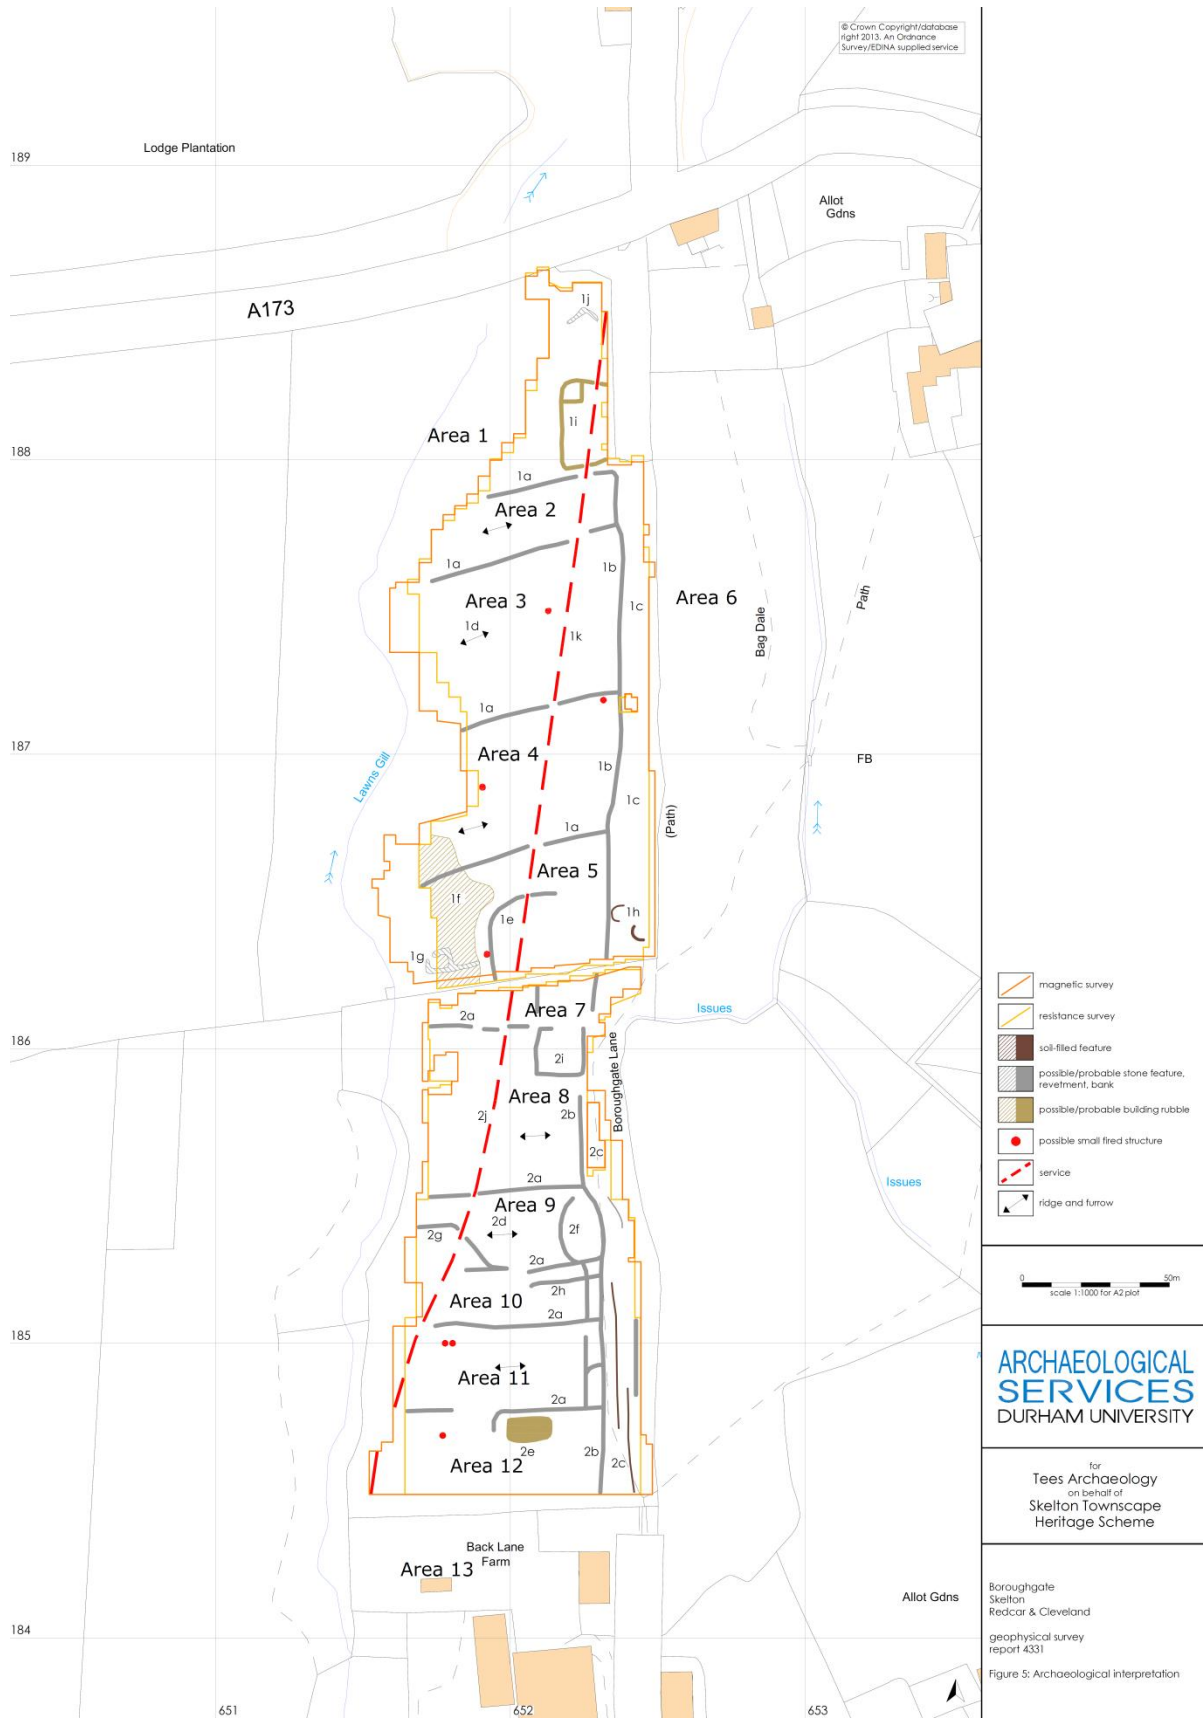 © Crown Copyright/database
right 2013. An Ordnance
Survey/EDINA supplied service
189
Lodge Plantation
Allot
Gdns
A173
1j
1i
188
Area 1
1a
Area 2
1a
1b
Area 3
1c
Area 6
1d
1k
Bag Dale
Path
1a
187
Area 4
1b
FB
Lawns Gill
1c
1a
(Path)
Area 5
1f
1e
1h
1g
Issues
2a
Area 7
186
2i
Boroughgate Lane
Area 8
2j
2b
2c
Issues
2a
Area 9
2d
2g
2f
2a
2h
Area 10
2a
185
Area 11
2a
2e
2b
2c
Area 12
Back Lane
Farm
Area 13
Allot Gdns
184
651
652
653
magnetic survey
resistance survey
soil-filled feature
possible/probable stone feature,
revetment, bank
possible/probable building rubble
possible small fired structure
service
ridge and furrow
0
50m
scale 1:1000 for A2 plot
ARCHAEOLOGICAL
SERVICES
DURHAM UNIVERSITY
for
Tees Archaeology
on behalf of
Skelton Townscape
Heritage Scheme
Boroughgate
Skelton
Redcar & Cleveland
geophysical survey
report 4331
Figure 5: Archaeological interpretation